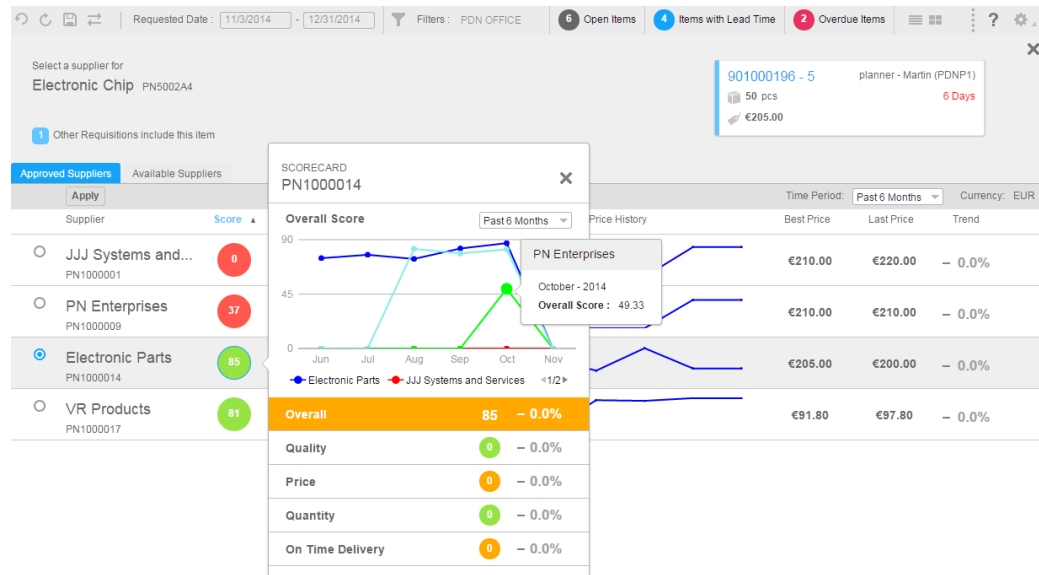 Requested Date : 11/3/2014 - 12/31/2014 Filters : PDN OFFICE 6 Open Items 4 Items with Lead Time 2 Overdue Items ?
Select a supplier for
Electronic Chip PN5002A4
901000196 - 5 planner - Martin (PDNP1)
50 pcs 6 Days
€205.00
1 Other Requisitions include this item
Approved Suppliers Available Suppliers
Apply Time Period: Past 6 Months Currency: EUR
Supplier Score Price History Best Price Last Price Trend
JJJ Systems and... 0 €210.00 €220.00 – 0.0%
PN1000001
PN Enterprises 37 €210.00 €210.00 – 0.0%
PN1000009
Electronic Parts 85 €205.00 €200.00 – 0.0%
PN1000014
VR Products 81 €91.80 €97.80 – 0.0%
PN1000017
SCORECARD
PN1000014
Overall Score Past 6 Months
90
45
0
Jun Jul Aug Sep Oct Nov
Electronic Parts JJJ Systems and Services 1/2
PN Enterprises
October - 2014
Overall Score : 49.33
Overall 85 – 0.0%
Quality 0 – 0.0%
Price 0 – 0.0%
Quantity 0 – 0.0%
On Time Delivery 0 – 0.0%